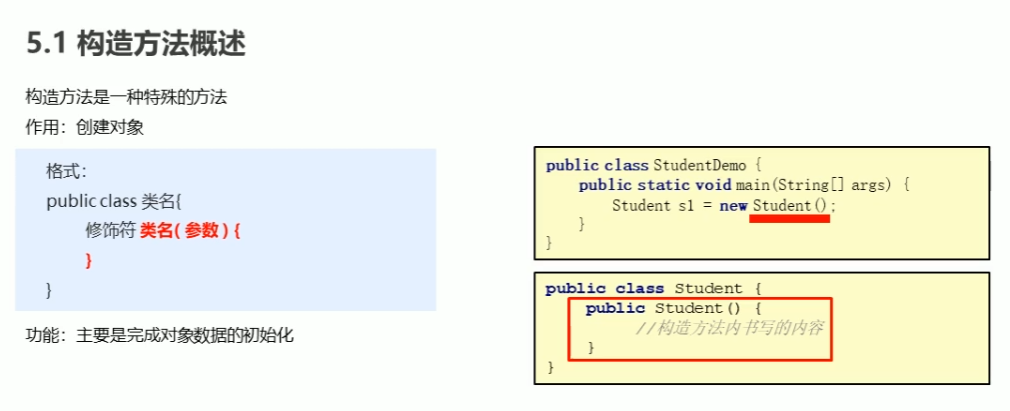 5.1 构造方法概述
构造方法是一种特殊的方法
作用：创建对象
格式：
public class 类名{
修饰符 类名( 参数 ) {
}
}
功能：主要是完成对象数据的初始化
public class StudentDemo {
public static void main(String[] args) {
Student s1 = new Student();
}
}
public class Student {
public Student() {
//构造方法内书写的内容
}
}